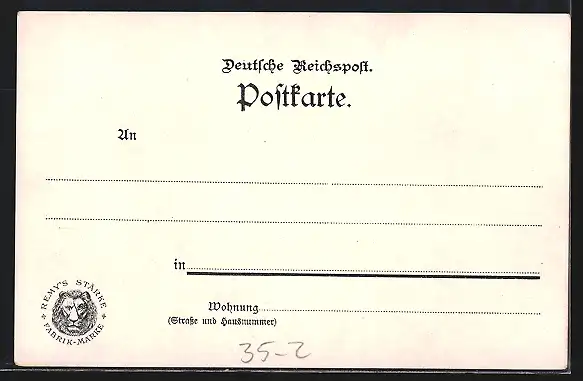 Deutſche Reichspoſt.
Poſtkarte.
An
in
Wohnung
(Straße und Hausnummer)
REMY'S STÄRKE
* FABRIK-MARKE *
35-2